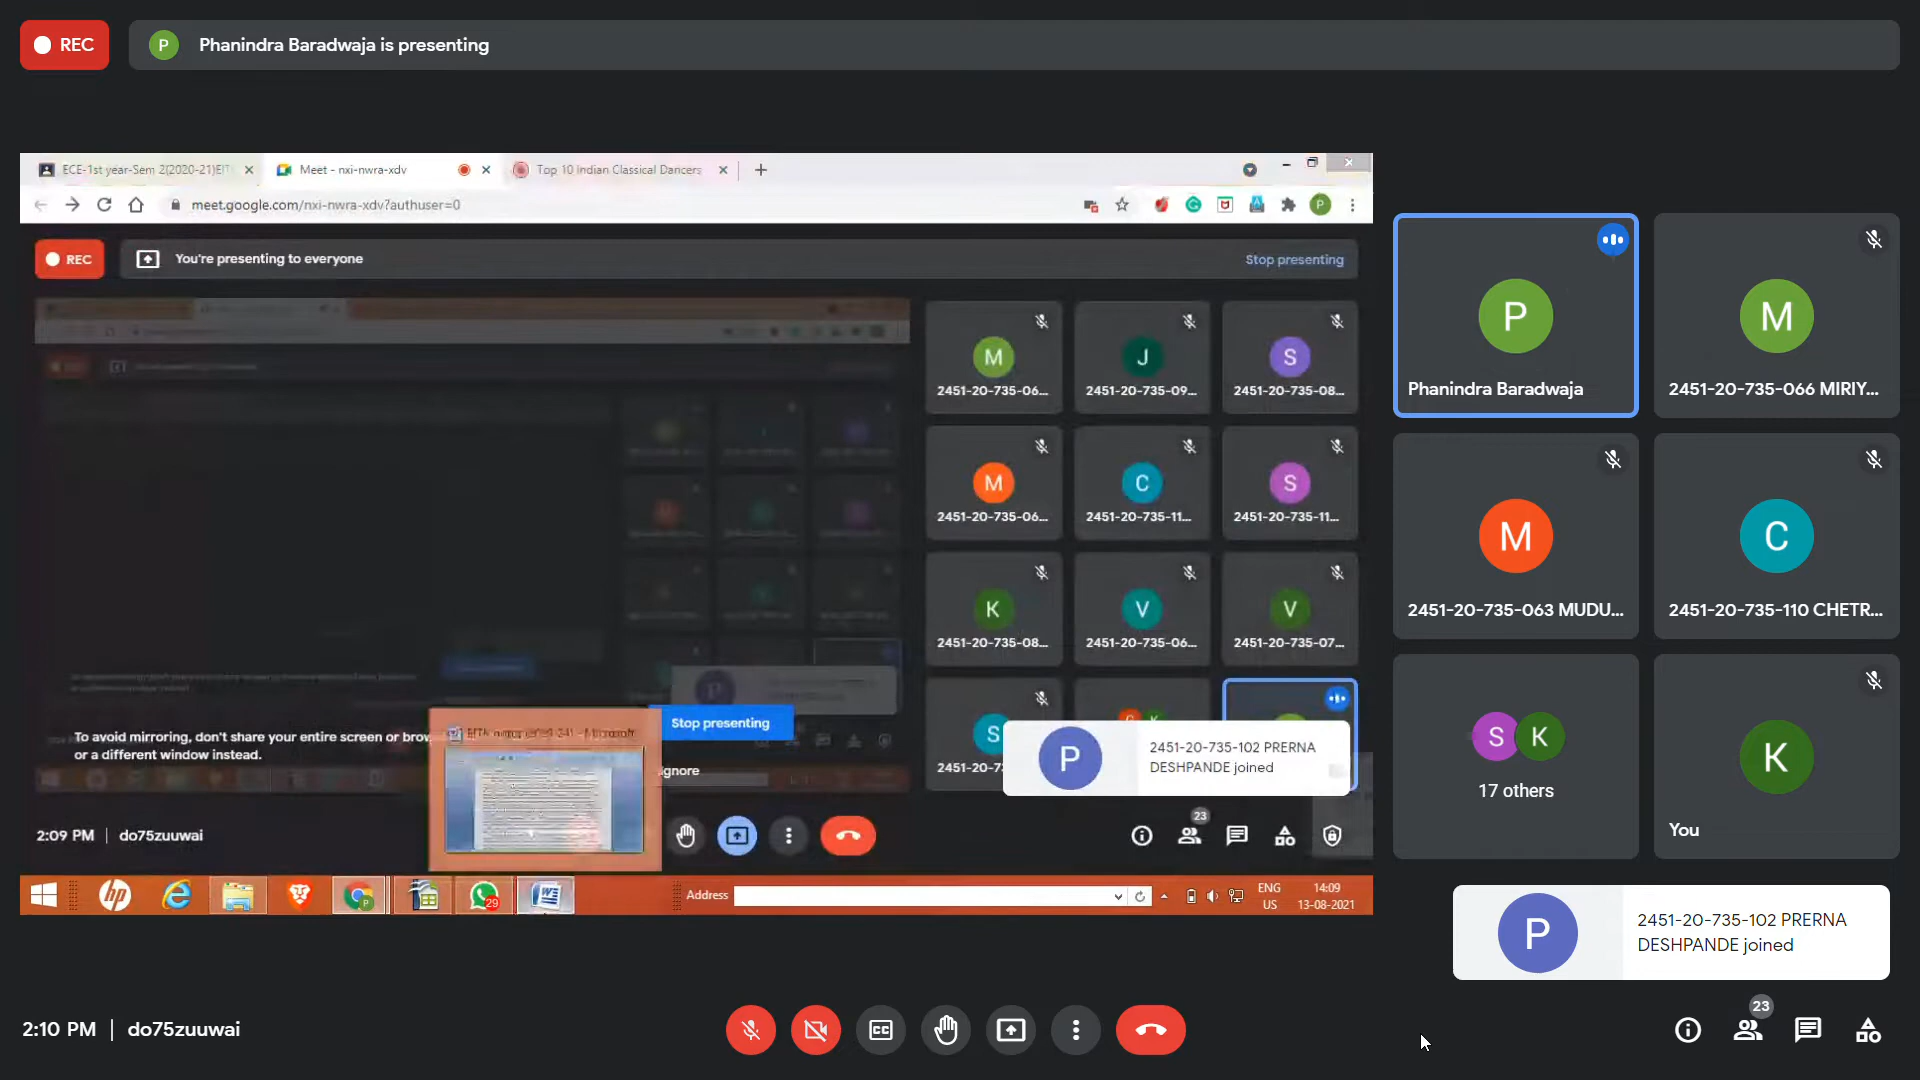 REC
P
Phanindra Baradwaja is presenting
ECE-1st year-Sem 2(2020-21)EIT
Meet - nxi-nwra-xdv
Top 10 Indian Classical Dancers
meet.google.com/nxi-nwra-xdv?authuser=0
P
REC
You're presenting to everyone
Stop presenting
M
2451-20-735-06...
J
2451-20-735-09...
S
2451-20-735-08...
M
2451-20-735-06...
C
2451-20-735-11...
S
2451-20-735-11...
K
2451-20-735-08...
V
2451-20-735-06...
V
2451-20-735-07...
S
2451-20-7
P
2451-20-735-102 PRERNA
DESHPANDE joined
To avoid mirroring, don't share your entire screen or brow
or a different window instead.
Stop presenting
gnore
2:09 PM | do75zuuwai
23
hp
29
Address
ENG
US
14:09
13-08-2021
P
Phanindra Baradwaja
M
2451-20-735-066 MIRIY...
M
2451-20-735-063 MUDU...
C
2451-20-735-110 CHETR...
S
K
17 others
K
You
P
2451-20-735-102 PRERNA
DESHPANDE joined
2:10 PM | do75zuuwai
CC
23